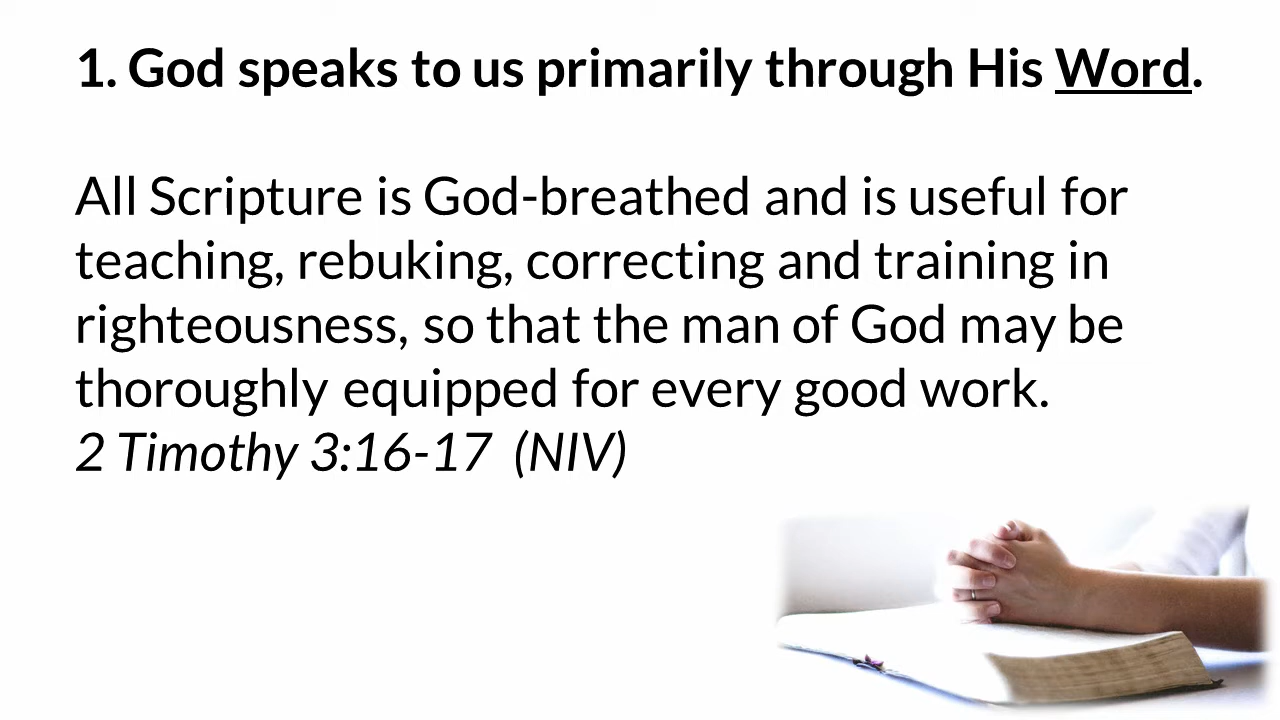 1. God speaks to us primarily through His Word.
All Scripture is God-breathed and is useful for
teaching, rebuking, correcting and training in
righteousness, so that the man of God may be
thoroughly equipped for every good work.
2 Timothy 3:16-17  (NIV)